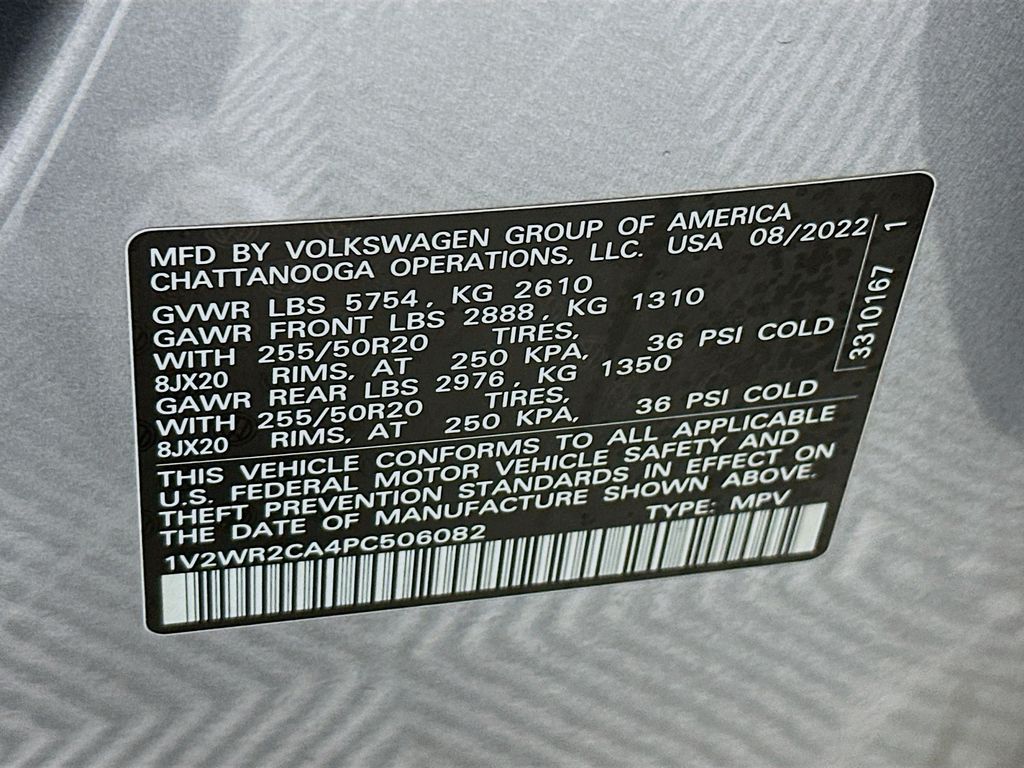 MFD BY VOLKSWAGEN GROUP OF AMERICA
CHATTANOOGA OPERATIONS, LLC. USA 08/2022
GVWR LBS 5754, KG 2610
GAWR FRONT LBS 2888, KG 1310
WITH 255/50R20 TIRES,
8JX20 RIMS, AT 250 KPA, 36 PSI COLD
GAWR REAR LBS 2976, KG 1350
WITH 255/50R20 TIRES,
8JX20 RIMS, AT 250 KPA, 36 PSI COLD
THIS VEHICLE CONFORMS TO ALL APPLICABLE
U.S. FEDERAL MOTOR VEHICLE SAFETY AND
THEFT PREVENTION STANDARDS IN EFFECT ON
THE DATE OF MANUFACTURE SHOWN ABOVE.
1V2WR2CA4PC506082 TYPE: MPV
3310167 1